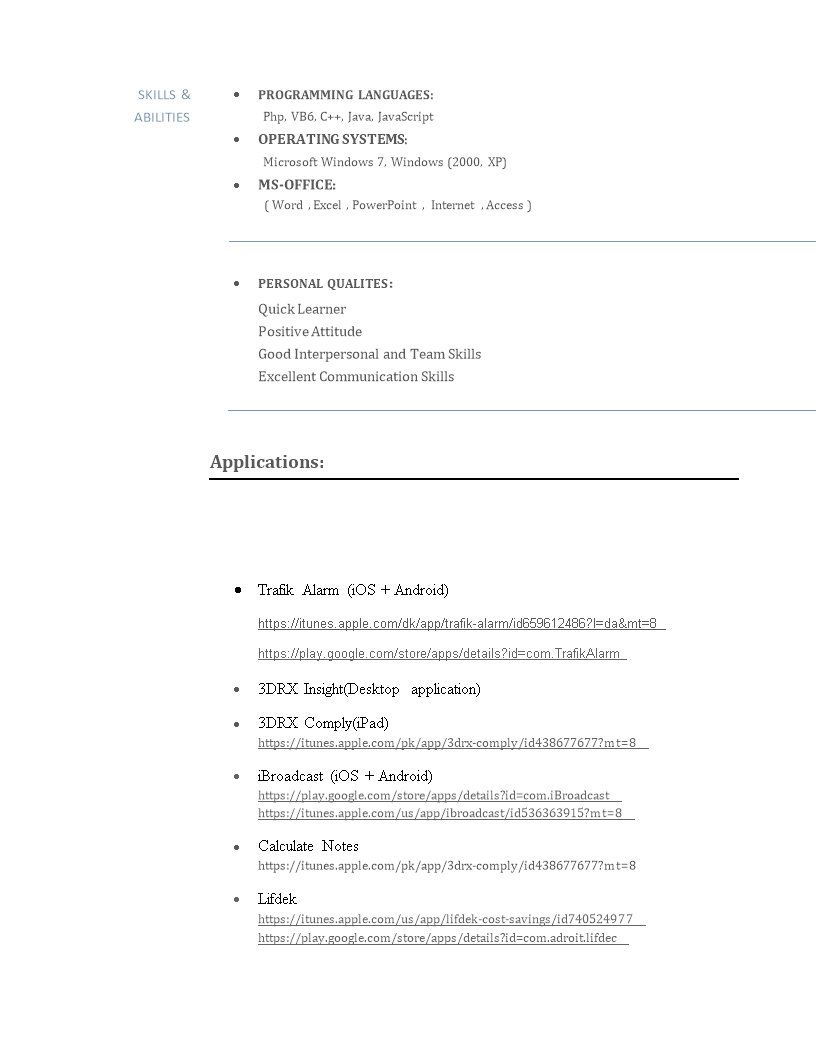 SKILLS &
ABILITIES
• PROGRAMMING LANGUAGES:
Php, VB6, C++, Java, JavaScript
• OPERATING SYSTEMS:
Microsoft Windows 7, Windows (2000, XP)
• MS-OFFICE:
( Word , Excel , PowerPoint , Internet , Access )
• PERSONAL QUALITES:
Quick Learner
Positive Attitude
Good Interpersonal and Team Skills
Excellent Communication Skills
Applications:
• Trafik Alarm (iOS + Android)
https://itunes.apple.com/dk/app/trafik-alarm/id659612486?l=da&mt=8
https://play.google.com/store/apps/details?id=com.TrafikAlarm
• 3DRX Insight(Desktop application)
• 3DRX Comply(iPad)
https://itunes.apple.com/pk/app/3drx-comply/id438677677?mt=8
• iBroadcast (iOS + Android)
https://play.google.com/store/apps/details?id=com.iBroadcast
https://itunes.apple.com/us/app/ibroadcast/id536363915?mt=8
• Calculate Notes
https://itunes.apple.com/pk/app/3drx-comply/id438677677?mt=8
• Lifdek
https://itunes.apple.com/us/app/lifdek-cost-savings/id740524977
https://play.google.com/store/apps/details?id=com.adroit.lifdec